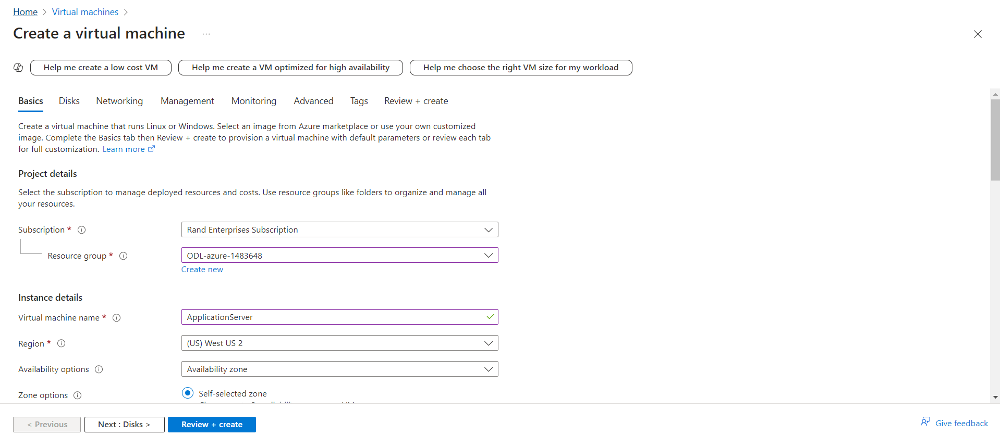 Home > Virtual machines >
Create a virtual machine ...
Help me create a low cost VM
Help me create a VM optimized for high availability
Help me choose the right VM size for my workload
Basics Disks Networking Management Monitoring Advanced Tags Review + create
Create a virtual machine that runs Linux or Windows. Select an image from Azure marketplace or use your own customized
image. Complete the Basics tab then Review + create to provision a virtual machine with default parameters or review each tab
for full customization. Learn more
Project details
Select the subscription to manage deployed resources and costs. Use resource groups like folders to organize and manage all
your resources.
Subscription * Rand Enterprises Subscription
Resource group * ODL-azure-1483648
Create new
Instance details
Virtual machine name * ApplicationServer
Region * (US) West US 2
Availability options Availability zone
Zone options Self-selected zone
< Previous Next : Disks > Review + create Give feedback